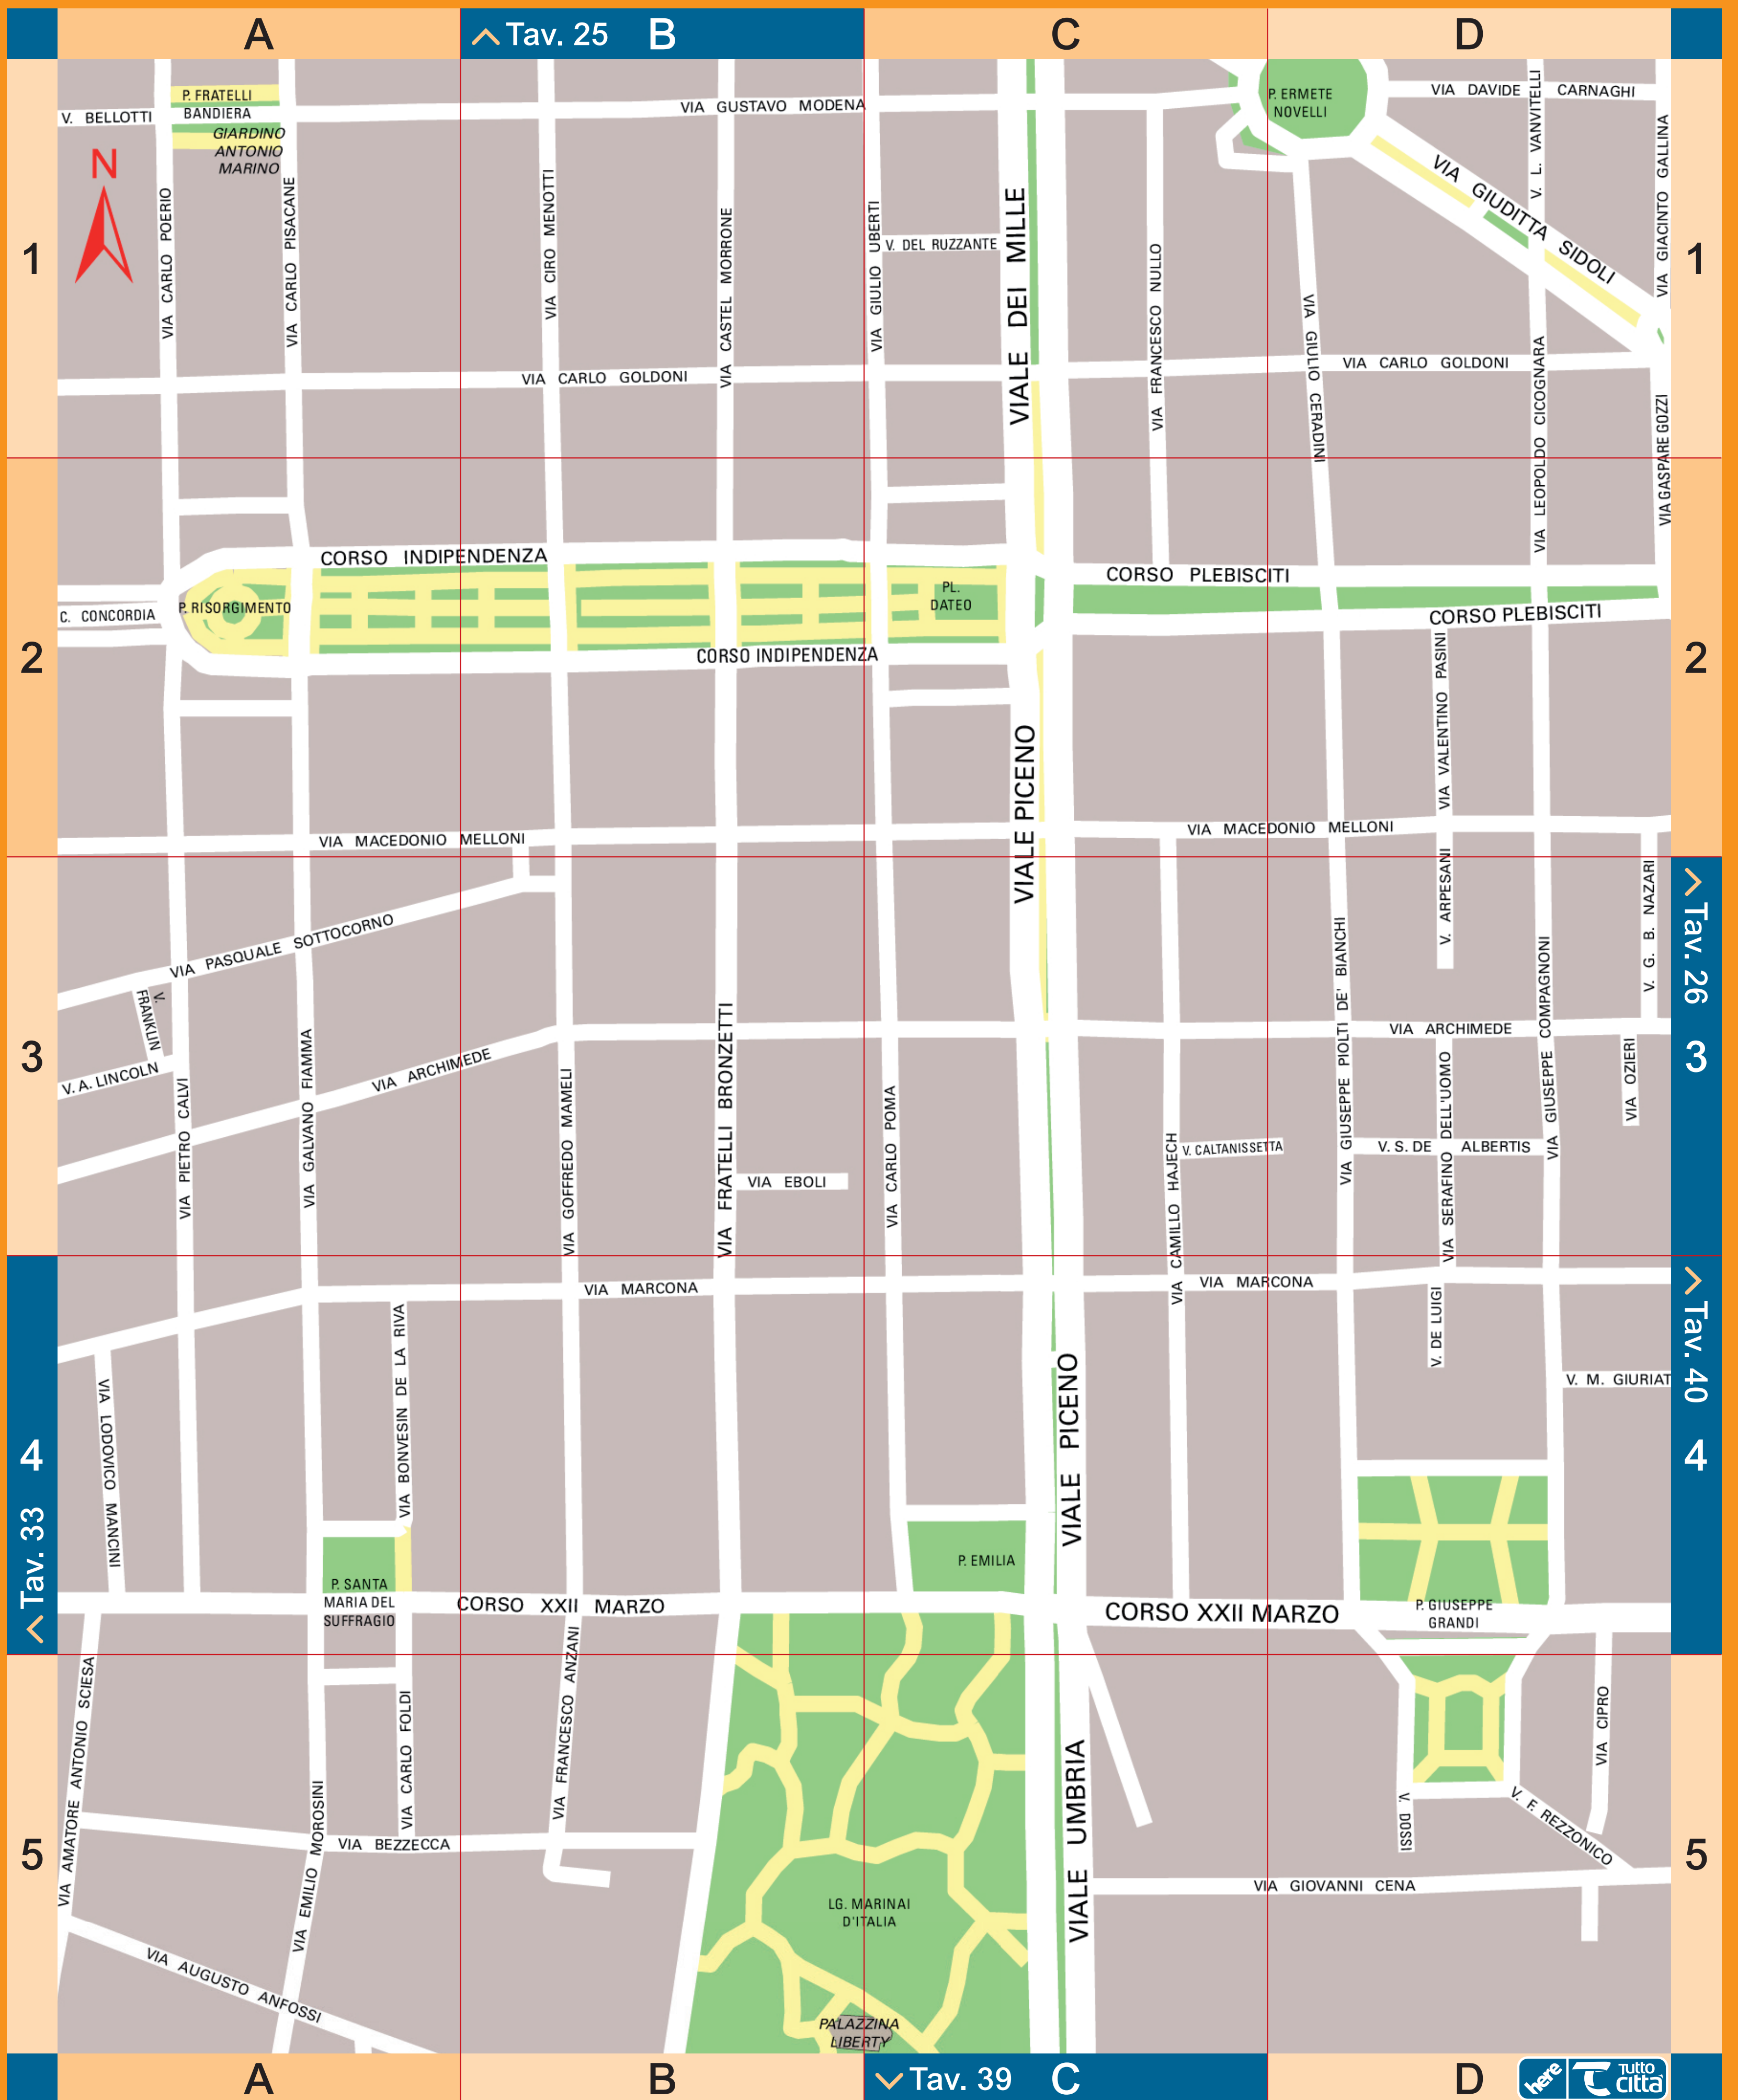 A
Tav. 25 B
C
D
1
1
P. FRATELLI
BANDIERA
GIARDINO
ANTONIO
MARINO
V. BELLOTTI
VIA GUSTAVO MODENA
P. ERMETE
NOVELLI
VIA DAVIDE CARNAGHI
N
VIA CARLO POERIO
VIA CARLO PISACANE
VIA CIRO MENOTTI
VIA CASTEL MORRONE
VIA GIULIO UBERTI
V. DEL RUZZANTE
VIALE DEI MILLE
VIA FRANCESCO NULLO
VIA GIULIO CERADINI
VIA GIUDITTA SIDOLI
V. L. VANVITELLI
VIA GIACINTO GALLINA
VIA CARLO GOLDONI
VIA CARLO GOLDONI
VIA LEOPOLDO CICOGNARA
VIA GASPARE GOZZI
2
2
CORSO INDIPENDENZA
C. CONCORDIA
P. RISORGIMENTO
PL.
DATEO
CORSO PLEBISCITI
CORSO PLEBISCITI
CORSO INDIPENDENZA
VIALE PICENO
VIA VALENTINO PASINI
VIA MACEDONIO MELLONI
VIA MACEDONIO MELLONI
3
Tav. 26 3
VIA PASQUALE SOTTOCORNO
V.
FRANKLIN
V. A. LINCOLN
VIA ARCHIMEDE
VIA ARCHIMEDE
VIA PIETRO CALVI
VIA GALVANO FIAMMA
VIA GOFFREDO MAMELI
VIA FRATELLI BRONZETTI
VIA EBOLI
VIA CARLO POMA
VIA CAMILLO HAJECH
V. CALTANISSETTA
VIA GIUSEPPE PIOLTI DE' BIANCHI
V. ARPESANI
VIA GIUSEPPE COMPAGNONI
V. G. B. NAZARI
VIA OZIERI
V. S. DE ALBERTIS
VIA SERAFINO DELL'UOMO
4
Tav. 33
Tav. 40
4
VIA MARCONA
VIA MARCONA
V. DE LUIGI
V. M. GIURIAT
VIA LODOVICO MANCINI
VIA BONVESIN DE LA RIVA
VIALE PICENO
P. EMILIA
P. SANTA
MARIA DEL
SUFFRAGIO
CORSO XXII MARZO
CORSO XXII MARZO
P. GIUSEPPE
GRANDI
5
5
VIA AMATORE ANTONIO SCIESA
VIA EMILIO MOROSINI
VIA CARLO FOLDI
VIA FRANCESCO ANZANI
VIA BEZZECCA
VIA AUGUSTO ANFOSSI
LG. MARINAI
D'ITALIA
PALAZZINA
LIBERTY
VIALE UMBRIA
VIA GIOVANNI CENA
V. DOSSI
V. F. REZZONICO
VIA CIPRO
A
B
Tav. 39 C
D
here
TUTTO
città